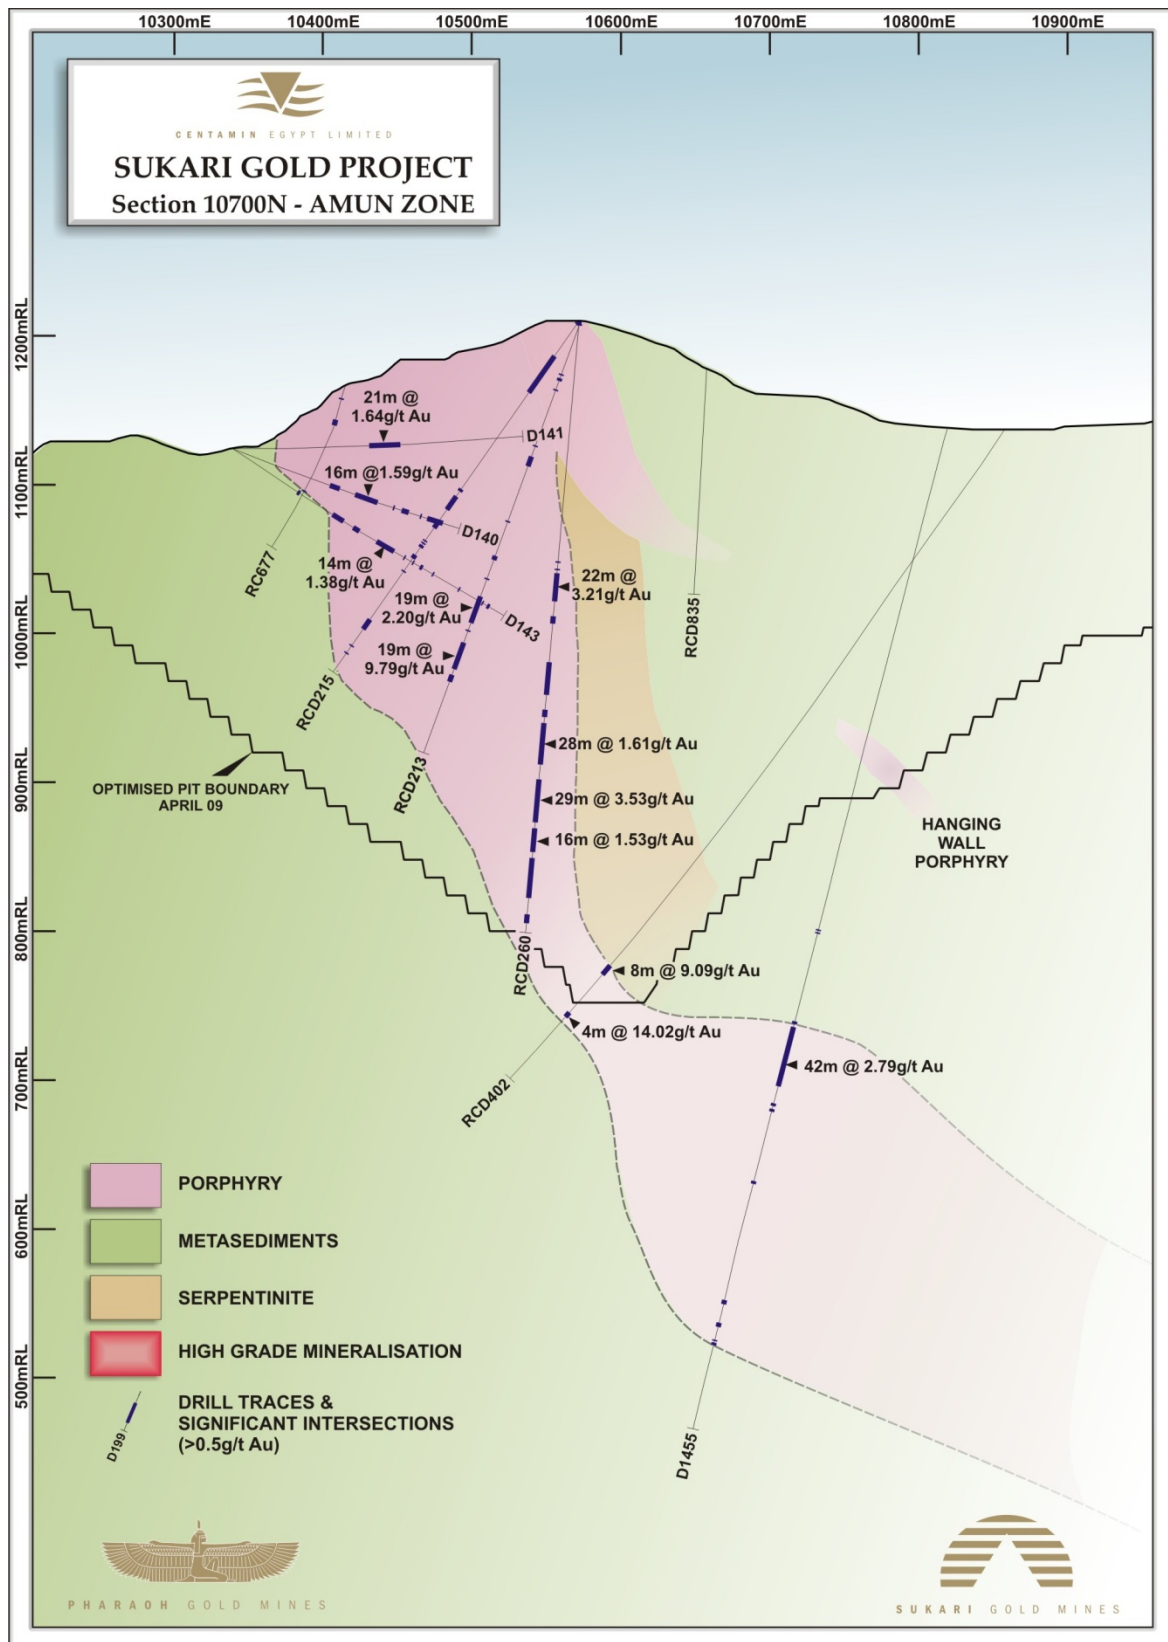 10300mE 10400mE 10500mE 10600mE 10700mE 10800mE 10900mE
CENTAMIN EGYPT LIMITED
SUKARI GOLD PROJECT
Section 10700N - AMUN ZONE
1200mRL
1100mRL
1000mRL
900mRL
800mRL
700mRL
600mRL
500mRL
21m @
1.64g/t Au
D141
16m @1.59g/t Au
D140
14m @
1.38g/t Au
D143
RC677
19m @
2.20g/t Au
19m @
9.79g/t Au
22m @
3.21g/t Au
RCD835
RCD215
RCD213
28m @ 1.61g/t Au
OPTIMISED PIT BOUNDARY
APRIL 09
29m @ 3.53g/t Au
16m @ 1.53g/t Au
HANGING
WALL
PORPHYRY
RCD260
8m @ 9.09g/t Au
4m @ 14.02g/t Au
42m @ 2.79g/t Au
RCD402
D1455
PORPHYRY
METASEDIMENTS
SERPENTINITE
HIGH GRADE MINERALISATION
DRILL TRACES &
SIGNIFICANT INTERSECTIONS
(>0.5g/t Au)
D199
PHARAOH GOLD MINES
SUKARI GOLD MINES